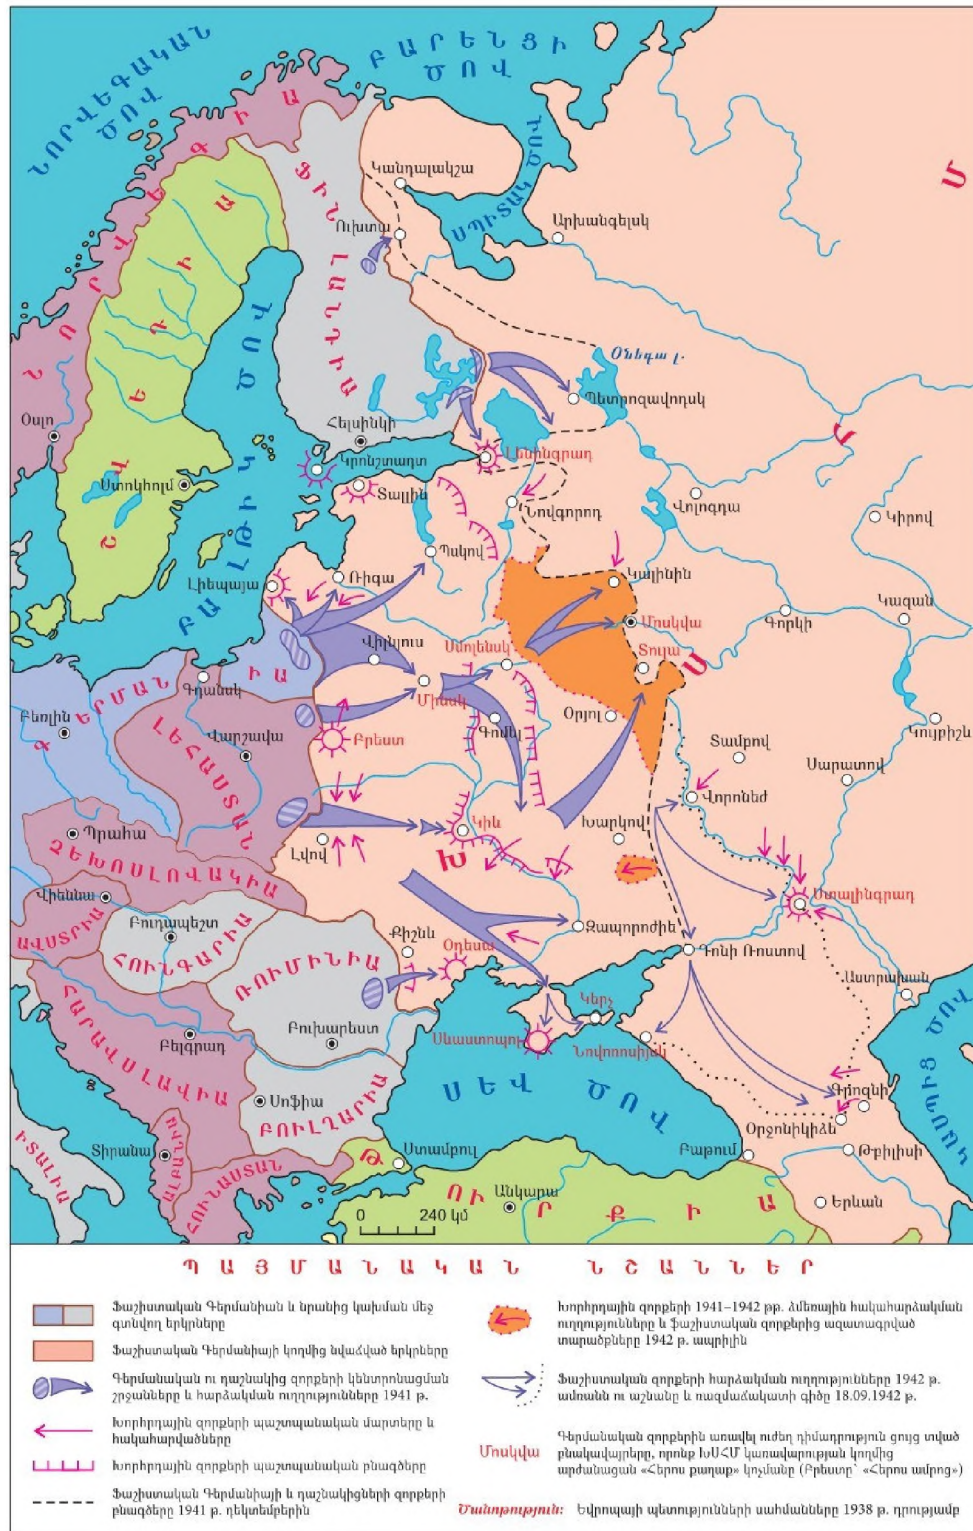 ՆՈՐՎԵԳԱԿԱՆ
ԾՈՎ
ԲԱՐԵՆՑԻ
ԾՈՎ
ՍՊԻՏԱԿ ԾՈՎ
ԲԱԼԹԻԿ ԾՈՎ
ՆՈՐՎԵԳԻԱ
ՇՎԵԴԻԱ
ՖԻՆԼԱՆԴԻԱ
Խ Ս Հ Մ
Կանդալակշա
Ուխտա
Արխանգելսկ
Օնեգա լ.
Պետրոզավոդսկ
Օսլո
Հելսինկի
Կրոնշտադտ
Լենինգրադ
Ստոկհոլմ
Տալլին
Նովգորոդ
Վոլոգդա
Կիրով
Պսկով
Լիեպայա
Ռիգա
Կալինին
Կազան
Գորկի
Մոսկվա
Վիլնյուս
Սմոլենսկ
Տուլա
ԳԵՐՄԱՆԻԱ
Գդանսկ
Մինսկ
Բեռլին
Գոմել
Օրյոլ
Կույբիշև
Վարշավա
ԼԵՀԱՍՏԱՆ
Բրեստ
Տամբով
Սարատով
Վորոնեժ
Պրահա
Լվով
Կիև
Խարկով
ՉԵԽՈՍԼՈՎԱԿԻԱ
Վիեննա
Ստալինգրադ
ԱՎՍՏՐԻԱ
Բուդապեշտ
ՀՈՒՆԳԱՐԻԱ
Քիշնև
Օդեսա
Զապորոժիե
Դոնի Ռոստով
ՌՈՒՄԻՆԻԱ
Աստրախան
Կերչ
ՀԱՐԱՎՍԼԱՎԻԱ
Բելգրադ
Բուխարեստ
Սևաստոպոլ
Նովոռոսիյսկ
ՍԵՎ ԾՈՎ
ԿԱՍՊԻՑ ԾՈՎ
Գրոզնի
Սոֆիա
ԲՈՒԼՂԱՐԻԱ
Օրջոնիկիձե
ԻՏԱԼԻԱ
Տիրանա
ԱԼԲԱՆԻԱ
ՀՈՒՆԱՍՏԱՆ
Ստամբուլ
Բաթում
Թբիլիսի
ԹՈՒՐՔԻԱ
Անկարա
Երևան
0 240 կմ
ՊԱՅՄԱՆԱԿԱՆ ՆՇԱՆՆԵՐ
Ֆաշիստական Գերմանիան և նրանից կախման մեջ
գտնվող երկրները
Ֆաշիստական Գերմանիայի կողմից նվաճված երկրները
Գերմանական ու դաշնակից զորքերի կենտրոնացման
շրջանները և հարձակման ուղղությունները 1941 թ.
Խորհրդային զորքերի պաշտպանական մարտերը և
հակահարվածները
Խորհրդային զորքերի պաշտպանական բնագծերը
Ֆաշիստական Գերմանիայի և դաշնակիցների զորքերի
բնագծերը 1941 թ. դեկտեմբերին
Խորհրդային զորքերի 1941–1942 թթ. ձմեռային հակահարձակման
ուղղությունները և ֆաշիստական զորքերից ազատագրված
տարածքները 1942 թ. ապրիլին
Ֆաշիստական զորքերի հարձակման ուղղությունները 1942 թ.
ամռանն ու աշնանը և ռազմաճակատի գիծը 18.09.1942 թ.
Մոսկվա
Գերմանական զորքերին առավել ուժեղ դիմադրություն ցույց տված
բնակավայրերը, որոնք ԽՍՀՄ կառավարության կողմից
արժանացան «Հերոս քաղաք» կոչմանը (Բրեստը՝ «Հերոս ամրոց»)
Ծանոթություն: Եվրոպայի պետությունների սահմանները 1938 թ. դրությամբ